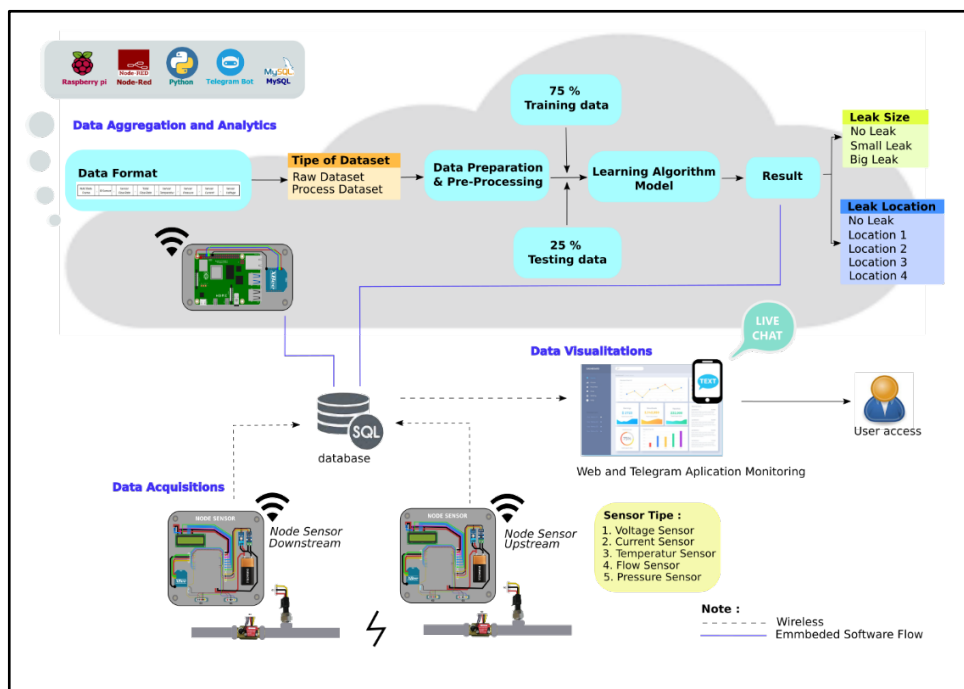 Raspberry pi
Node-RED
Node-Red
Python
Telegram Bot
MySQL
MySQL
Data Aggregation and Analytics
Data Format
Tipe of Dataset
Raw Dataset
Process Dataset
Data Preparation
& Pre-Processing
75 %
Training data
25 %
Testing data
Learning Algorithm
Model
Result
Leak Size
No Leak
Small Leak
Big Leak
Leak Location
No Leak
Location 1
Location 2
Location 3
Location 4
LIVE
CHAT
Data Visualitations
TEXT
User access
SQL
database
Web and Telegram Aplication Monitoring
Data Acquisitions
NODE SENSOR
Node Sensor
Downstream
NODE SENSOR
Node Sensor
Upstream
Sensor Tipe :
1. Voltage Sensor
2. Current Sensor
3. Temperatur Sensor
4. Flow Sensor
5. Pressure Sensor
Note :
Wireless
Emmbeded Software Flow